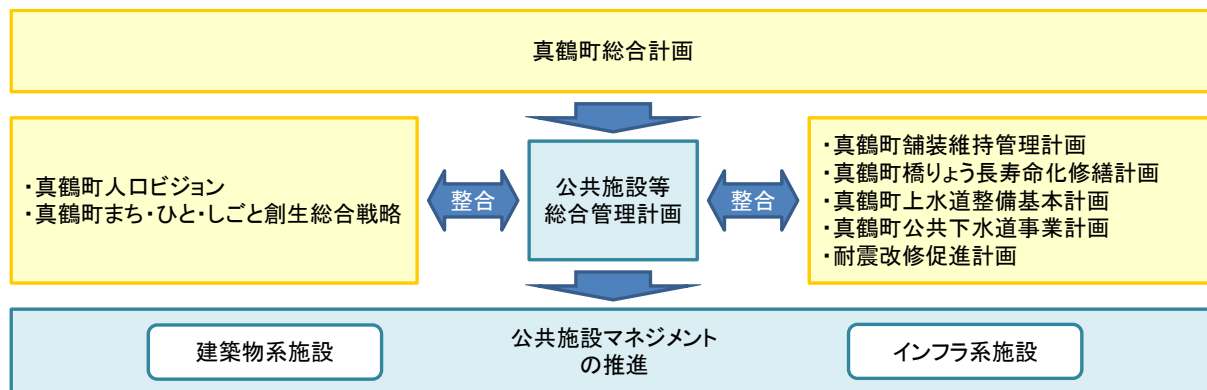 真鶴町総合計画
・真鶴町人口ビジョン
・真鶴町まち・ひと・しごと創生総合戦略
整合
公共施設等
総合管理計画
整合
・真鶴町舗装維持管理計画
・真鶴町橋りょう長寿命化修繕計画
・真鶴町上水道整備基本計画
・真鶴町公共下水道事業計画
・耐震改修促進計画
建築物系施設
公共施設マネジメント
の推進
インフラ系施設